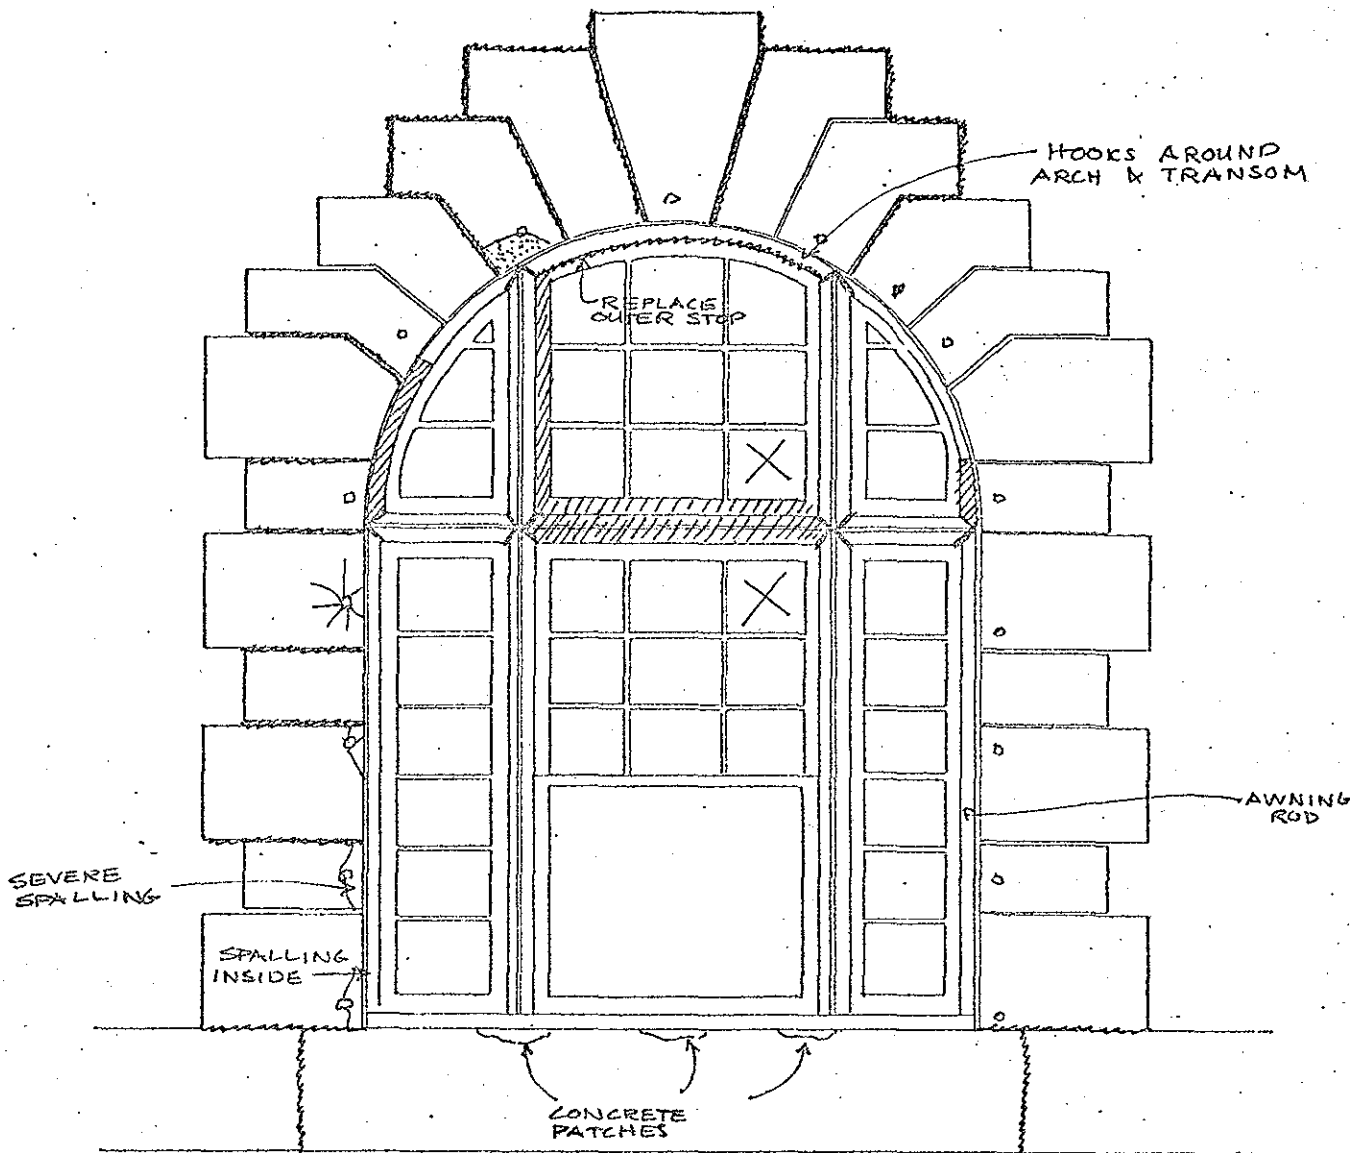 HOOKS AROUND
ARCH & TRANSOM
REPLACE
OUTER STOP
AWNING
ROD
SEVERE
SPALLING
SPALLING
INSIDE
CONCRETE
PATCHES